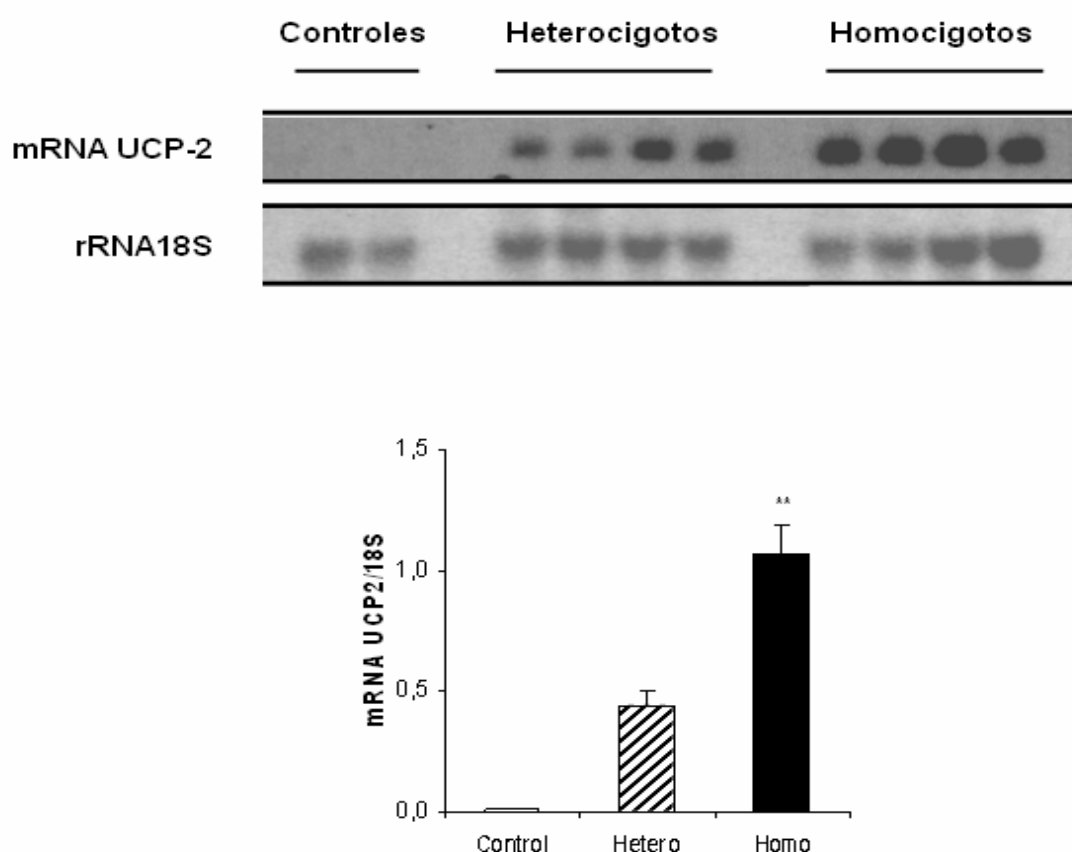 Controles Heterocigotos Homocigotos
mRNA UCP-2
rRNA18S
mRNA UCP2/18S
1,5
1,0
0,5
0,0
**
Control Hetero Homo